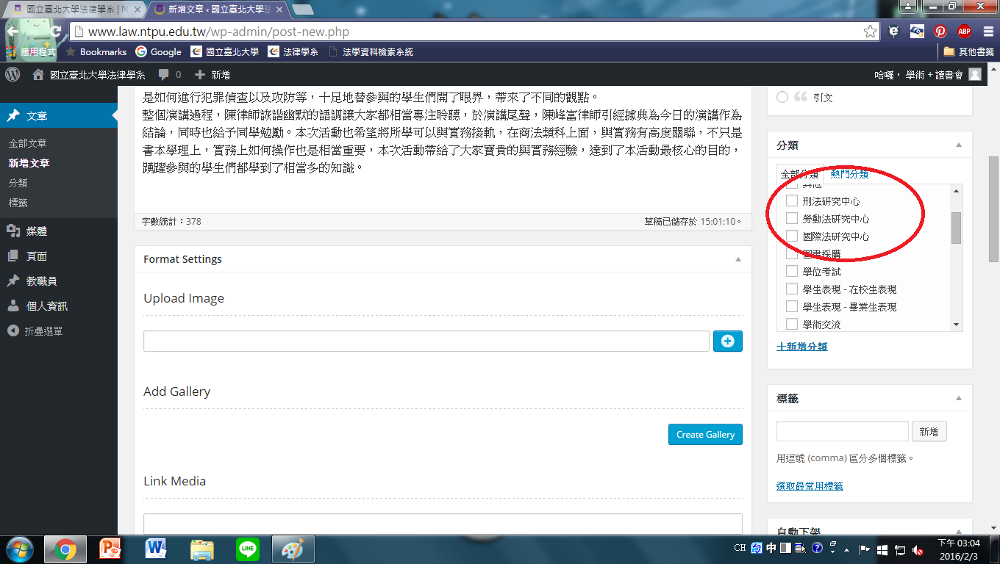 國立臺北大學法律學系 | N
新增文章 ‹ 國立臺北大學法
www.law.ntpu.edu.tw/wp-admin/post-new.php
ABP
應用程式
Bookmarks
Google
國立臺北大學
法律學系
法學資料檢索系統
其他書籤
國立臺北大學法律學系
0
新增
哈囉， 學術 + 讀書會
文章
全部文章
新增文章
分類
標籤
媒體
頁面
教職員
個人資訊
折疊選單
是如何進行犯罪偵查以及攻防等，十足地替參與的學生們開了眼界，帶來了不同的觀點。
整個演講過程，陳律師詼諧幽默的語調讓大家都相當專注聆聽，於演講尾聲，陳峰富律師引經據典為今日的演講作為
結論，同時也給予同學勉勵。本次活動也希望將所學可以與實務接軌，在商法類科上面，與實務有高度關聯，不只是
書本學理上，實務上如何操作也是相當重要，本次活動帶給了大家寶貴的與實務經驗，達到了本活動最核心的目的，
踴躍參與的學生們都學到了相當多的知識。
字數統計：378
草稿已儲存於 15:01:10。
Format Settings
Upload Image
Add Gallery
Create Gallery
Link Media
引文
分類
全部分類
熱門分類
其他
刑法研究中心
勞動法研究中心
國際法研究中心
圖書採購
學位考試
學生表現 - 在校生表現
學生表現 - 畢業生表現
學術交流
+新增分類
標籤
新增
用逗號 (comma) 區分多個標籤。
選取最常用標籤
自動下架
LINE
CH
中
下午 03:04
2016/2/3